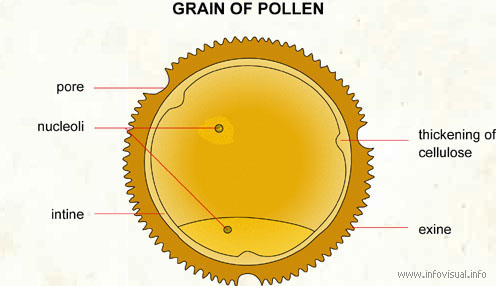 GRAIN OF POLLEN
pore
nucleoli
thickening of
cellulose
intine
exine
www.infovisual.info